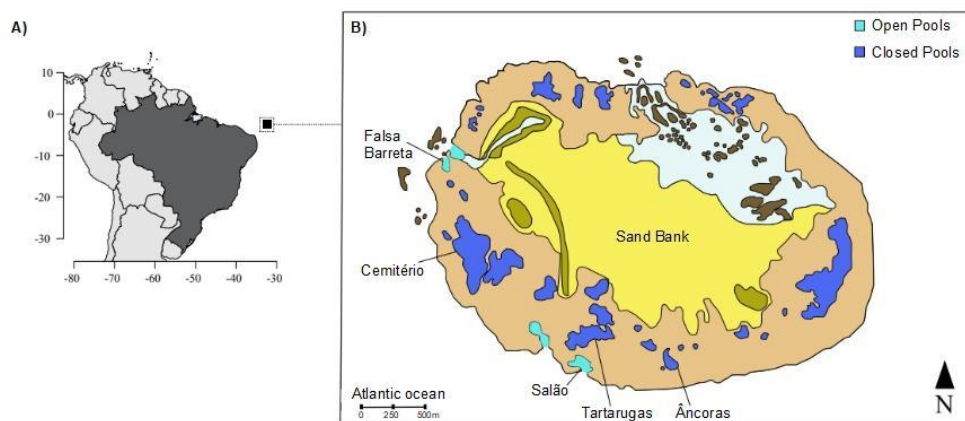 A)
10
0
-10
-20
-30
-80 -70 -60 -50 -40 -30
B)
Open Pools
Closed Pools
Falsa
Barreta
Sand Bank
Cemitério
Salão
Tartarugas
Âncoras
Atlantic ocean
0 250 500m
N